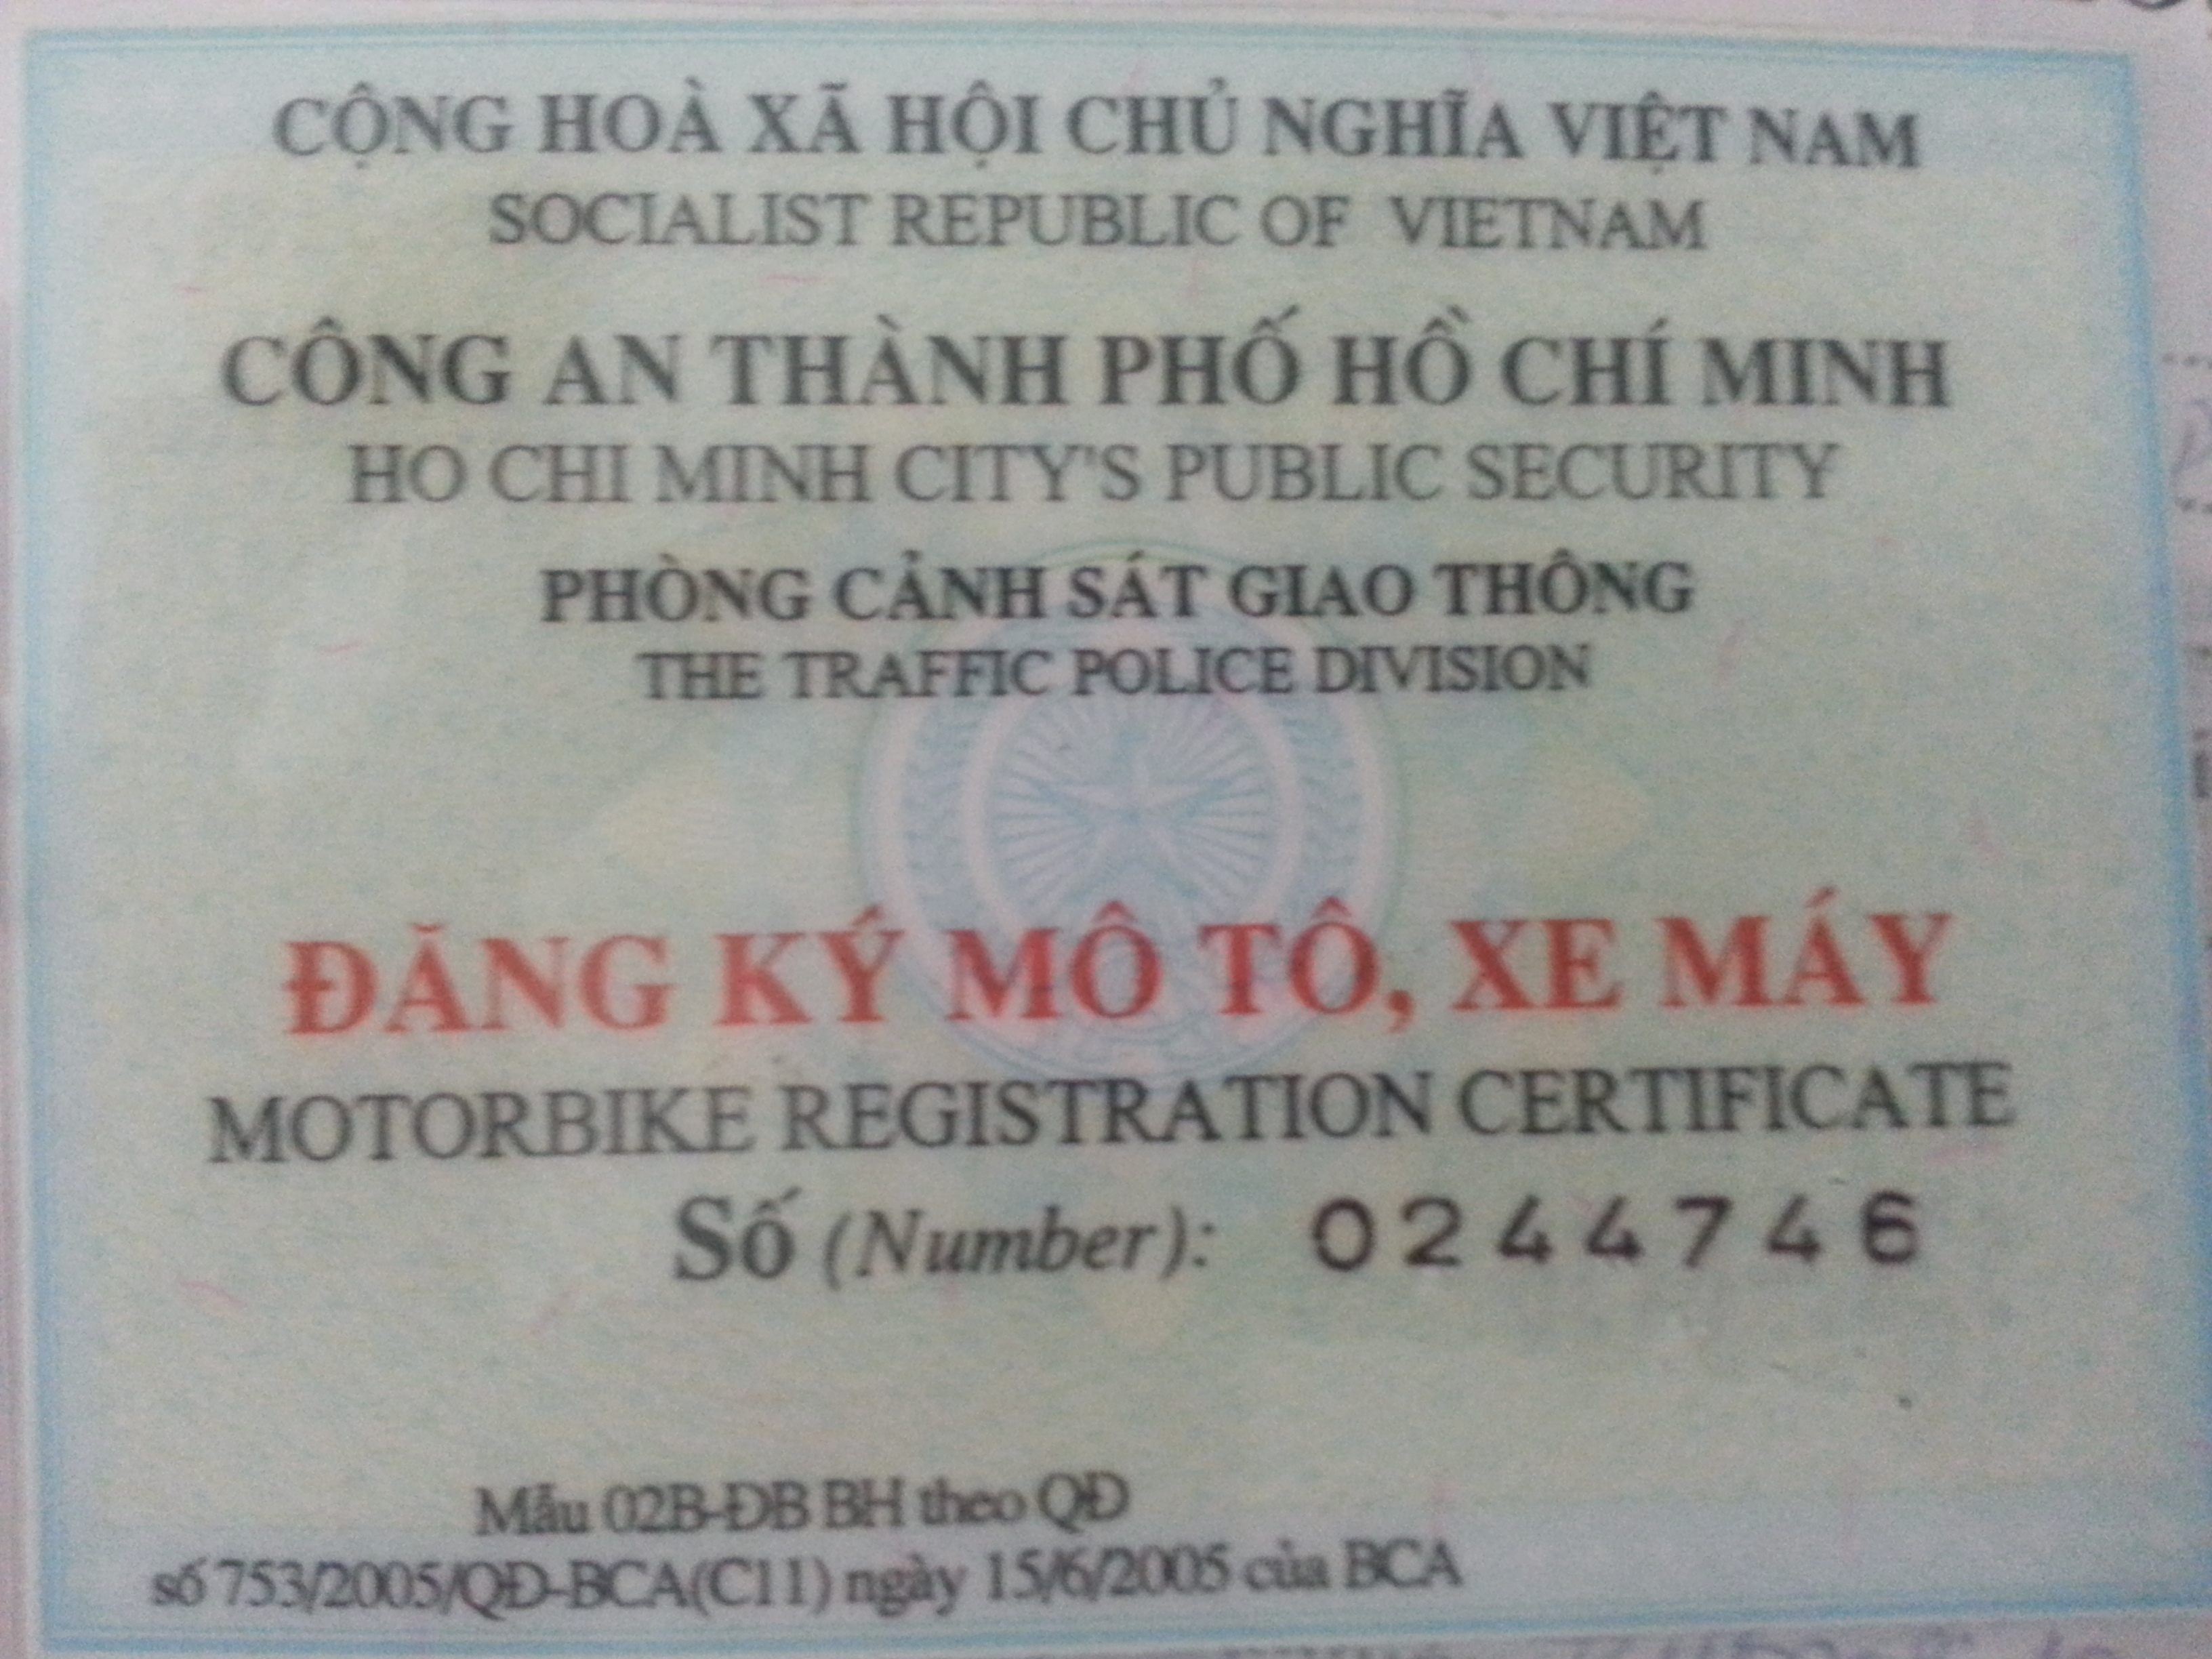 CỘNG HOÀ XÃ HỘI CHỦ NGHĨA VIỆT NAM
SOCIALIST REPUBLIC OF VIETNAM
CÔNG AN THÀNH PHỐ HỒ CHÍ MINH
HO CHI MINH CITY'S PUBLIC SECURITY
PHÒNG CẢNH SÁT GIAO THÔNG
THE TRAFFIC POLICE DIVISION
ĐĂNG KÝ MÔ TÔ, XE MÁY
MOTORBIKE REGISTRATION CERTIFICATE
Số (Number): 0244746
Mẫu 02B-ĐB BH theo QĐ
số 753/2005/QĐ-BCA(C11) ngày 15/6/2005 của BCA